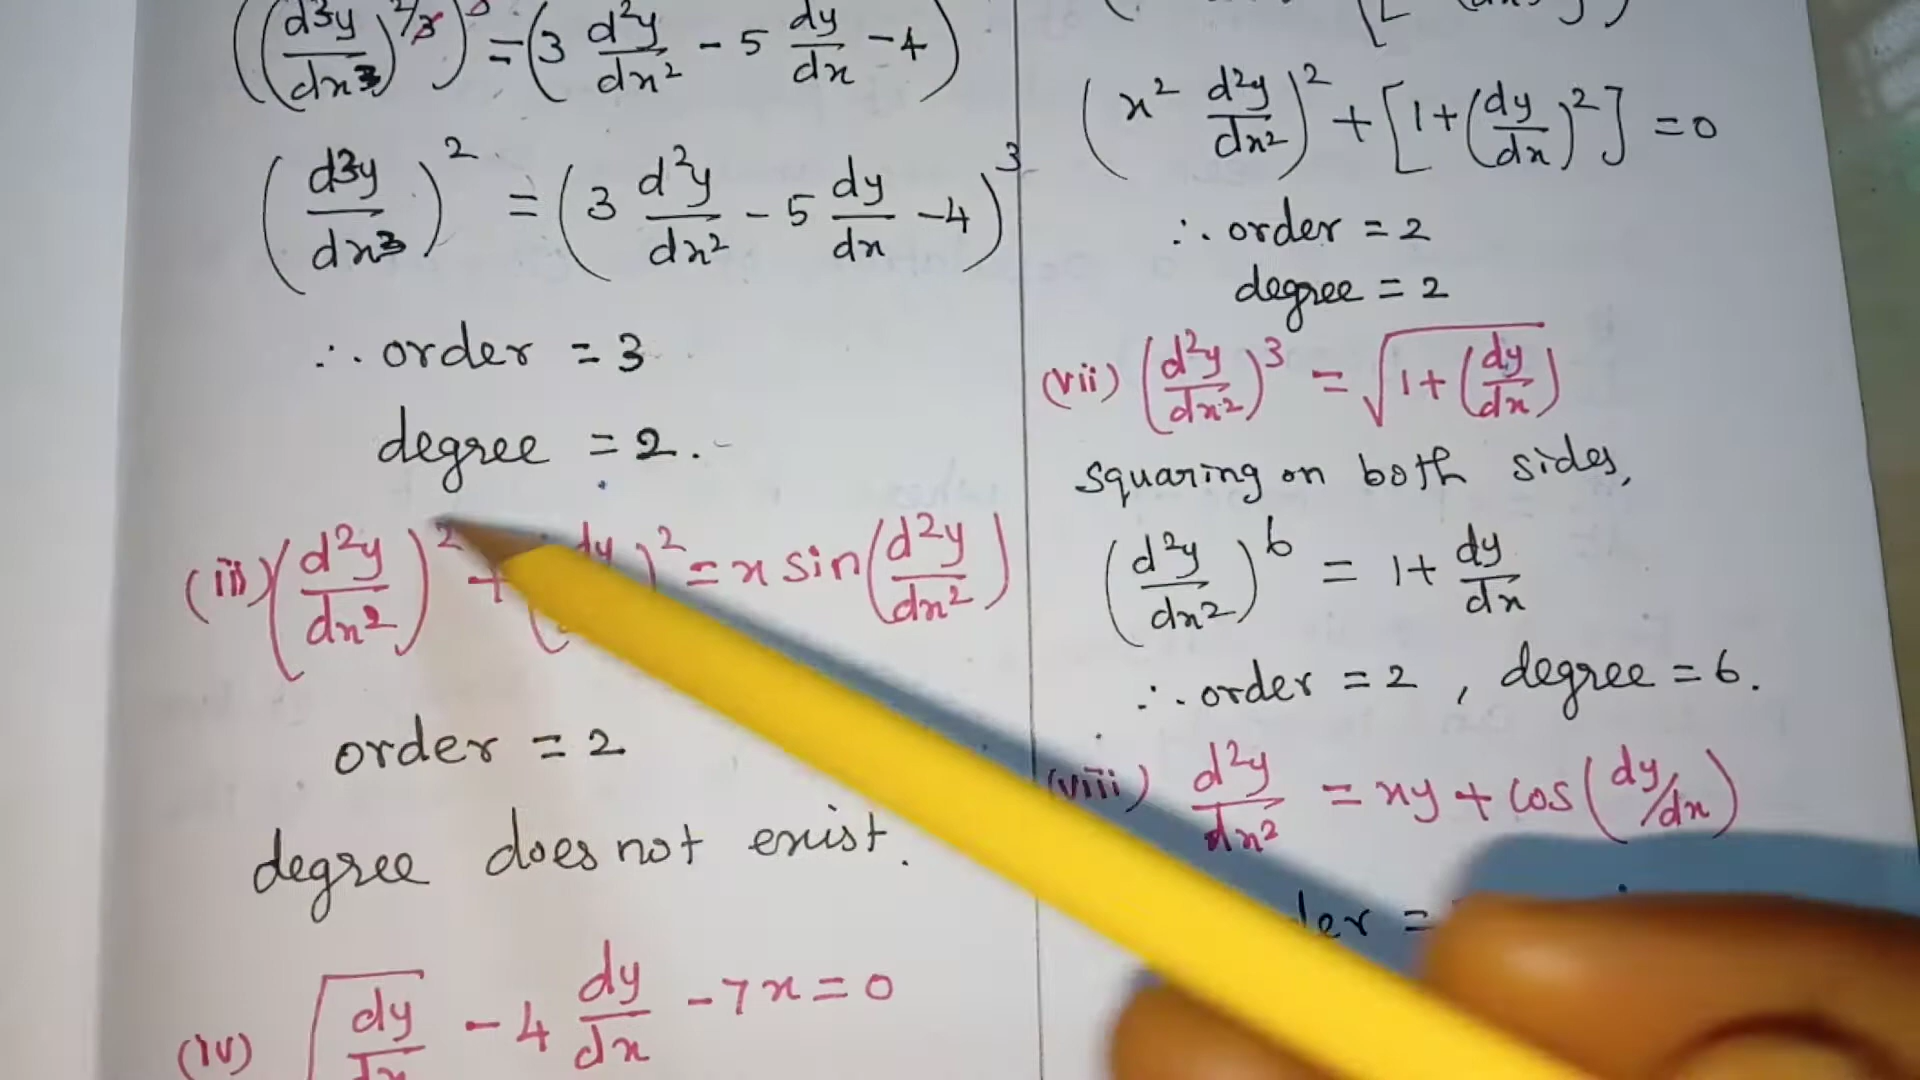 ((d³y/dx³)^(2/3))³ = (3 d²y/dx² - 5 dy/dx - 4)
(d³y/dx³)² = (3 d²y/dx² - 5 dy/dx - 4)³
∴ order = 3
degree = 2.
(iii) (d²y/dx²)² + (dy )² = x sin(d²y/dx²)
order = 2
degree does not exist.
(iv) √(dy/dx) - 4 dy/dx - 7x = 0
(x² d²y/dx²)² + [1 + (dy/dx)²] = 0
∴ order = 2
degree = 2
(vii) (d²y/dx²)³ = √(1 + (dy/dx))
squaring on both sides,
(d²y/dx²)⁶ = 1 + dy/dx
∴ order = 2 , degree = 6.
(viii) d²y/dx² = xy + cos(dy/dx)
der =